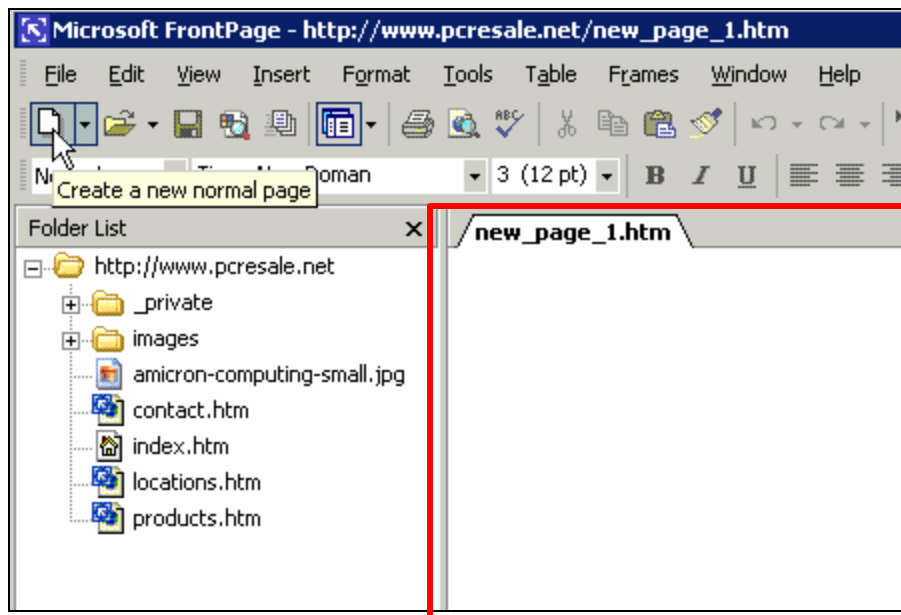 Microsoft FrontPage - http://www.pcresale.net/new_page_1.htm
File Edit View Insert Format Tools Table Frames Window Help
ABC
3 (12 pt) B I U
Create a new normal page
Folder List
new_page_1.htm
http://www.pcresale.net
_private
images
amicron-computing-small.jpg
contact.htm
index.htm
locations.htm
products.htm